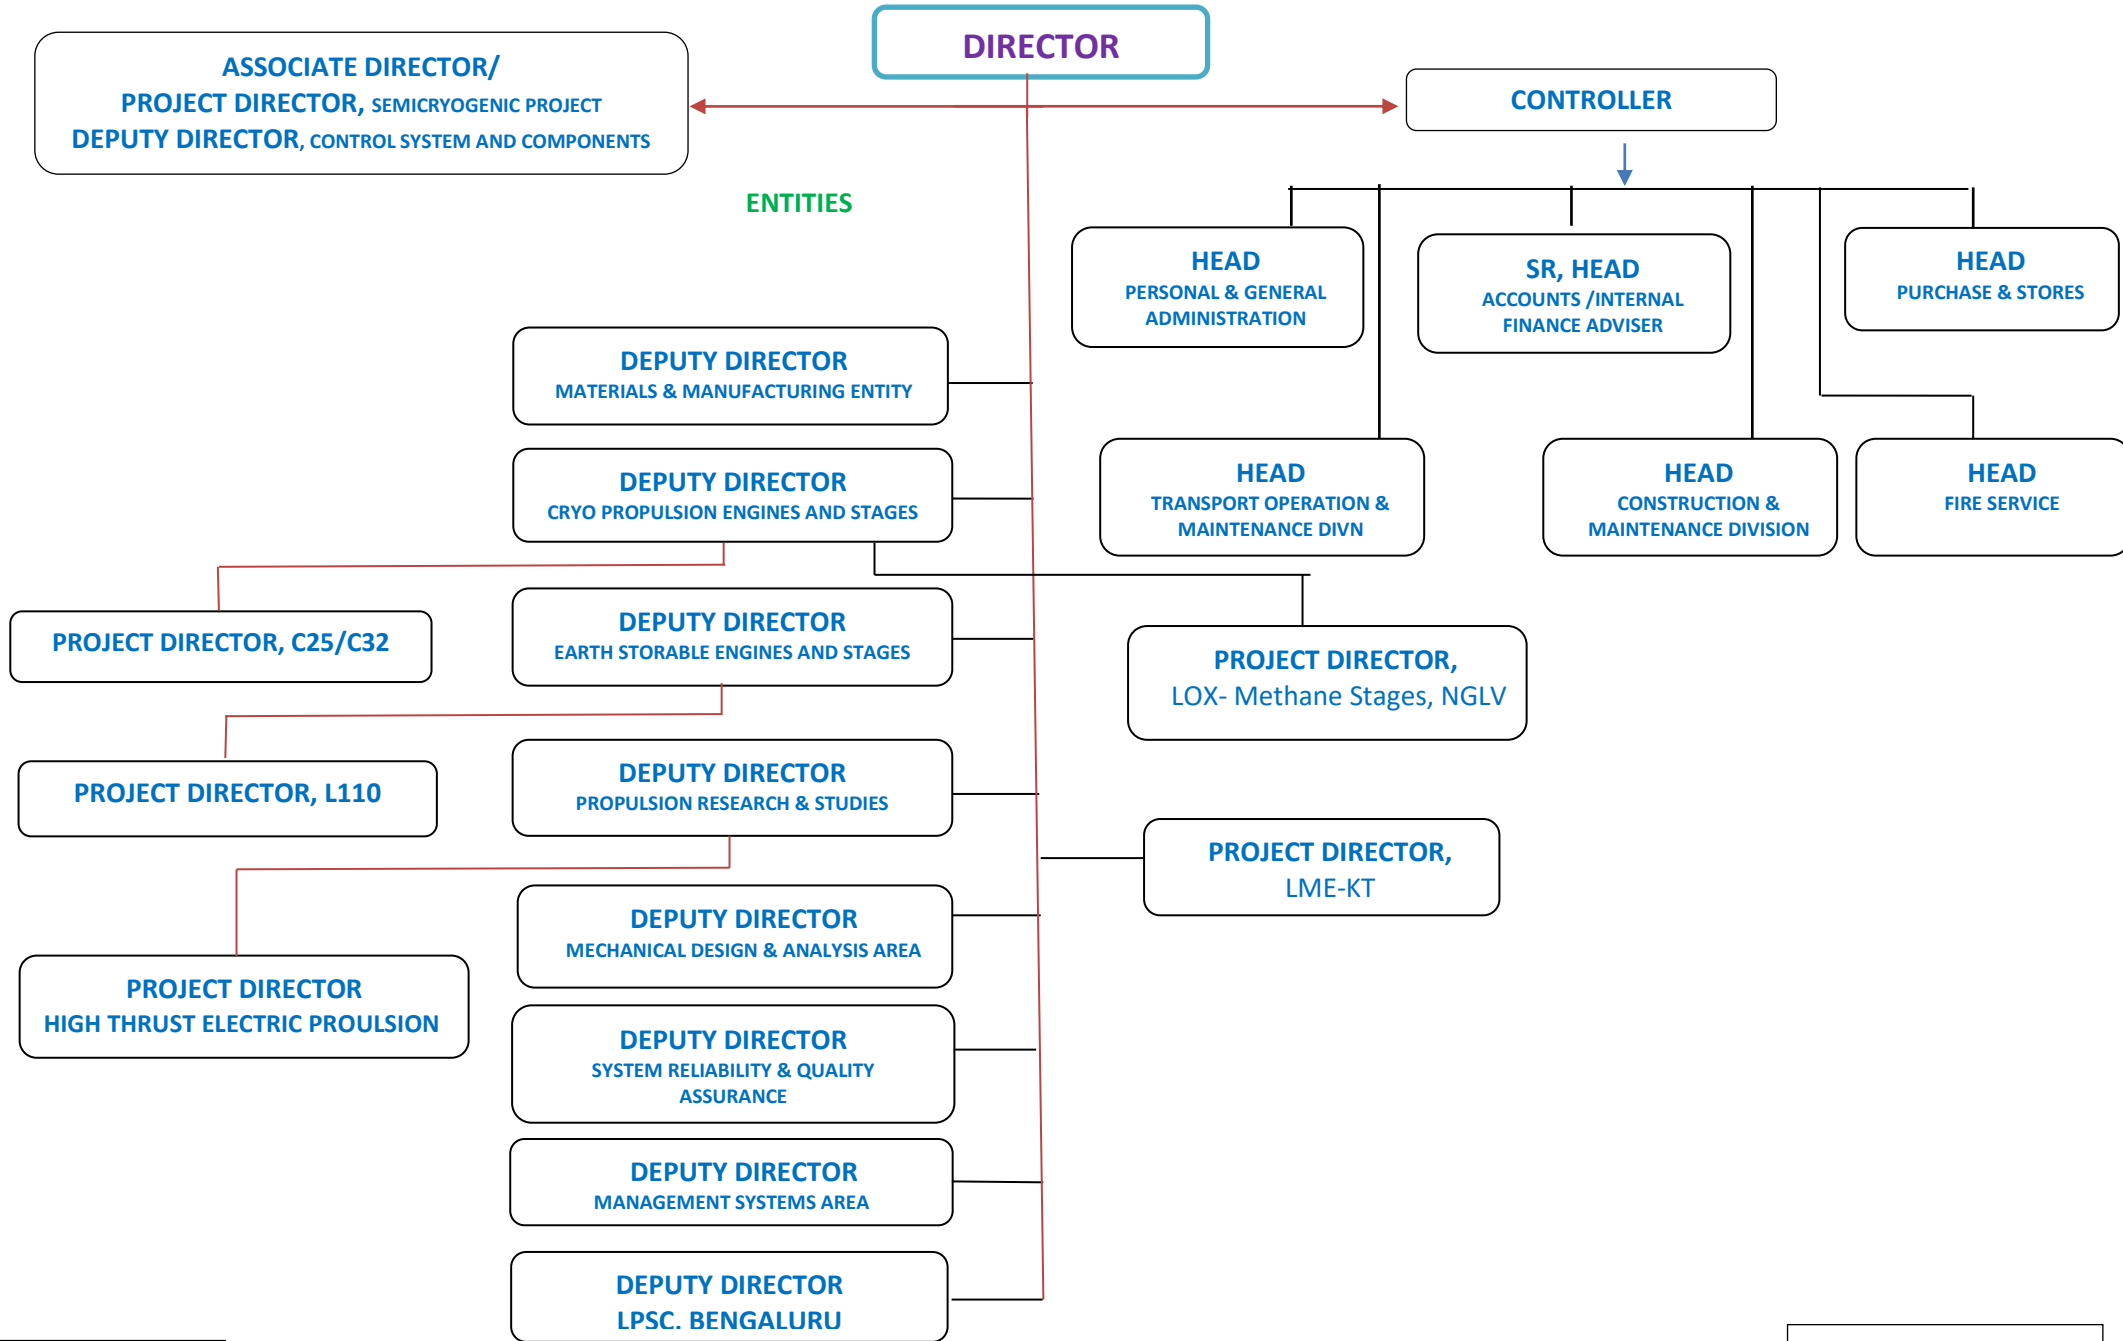 DIRECTOR
ASSOCIATE DIRECTOR/
PROJECT DIRECTOR, SEMICRYOGENIC PROJECT
DEPUTY DIRECTOR, CONTROL SYSTEM AND COMPONENTS
CONTROLLER
ENTITIES
HEAD
PERSONAL & GENERAL
ADMINISTRATION
SR, HEAD
ACCOUNTS /INTERNAL
FINANCE ADVISER
HEAD
PURCHASE & STORES
DEPUTY DIRECTOR
MATERIALS & MANUFACTURING ENTITY
HEAD
TRANSPORT OPERATION &
MAINTENANCE DIVN
HEAD
CONSTRUCTION &
MAINTENANCE DIVISION
HEAD
FIRE SERVICE
DEPUTY DIRECTOR
CRYO PROPULSION ENGINES AND STAGES
PROJECT DIRECTOR, C25/C32
DEPUTY DIRECTOR
EARTH STORABLE ENGINES AND STAGES
PROJECT DIRECTOR,
LOX- Methane Stages, NGLV
PROJECT DIRECTOR, L110
DEPUTY DIRECTOR
PROPULSION RESEARCH & STUDIES
PROJECT DIRECTOR,
LME-KT
DEPUTY DIRECTOR
MECHANICAL DESIGN & ANALYSIS AREA
PROJECT DIRECTOR
HIGH THRUST ELECTRIC PROULSION
DEPUTY DIRECTOR
SYSTEM RELIABILITY & QUALITY
ASSURANCE
DEPUTY DIRECTOR
MANAGEMENT SYSTEMS AREA
DEPUTY DIRECTOR
LPSC. BENGALURU